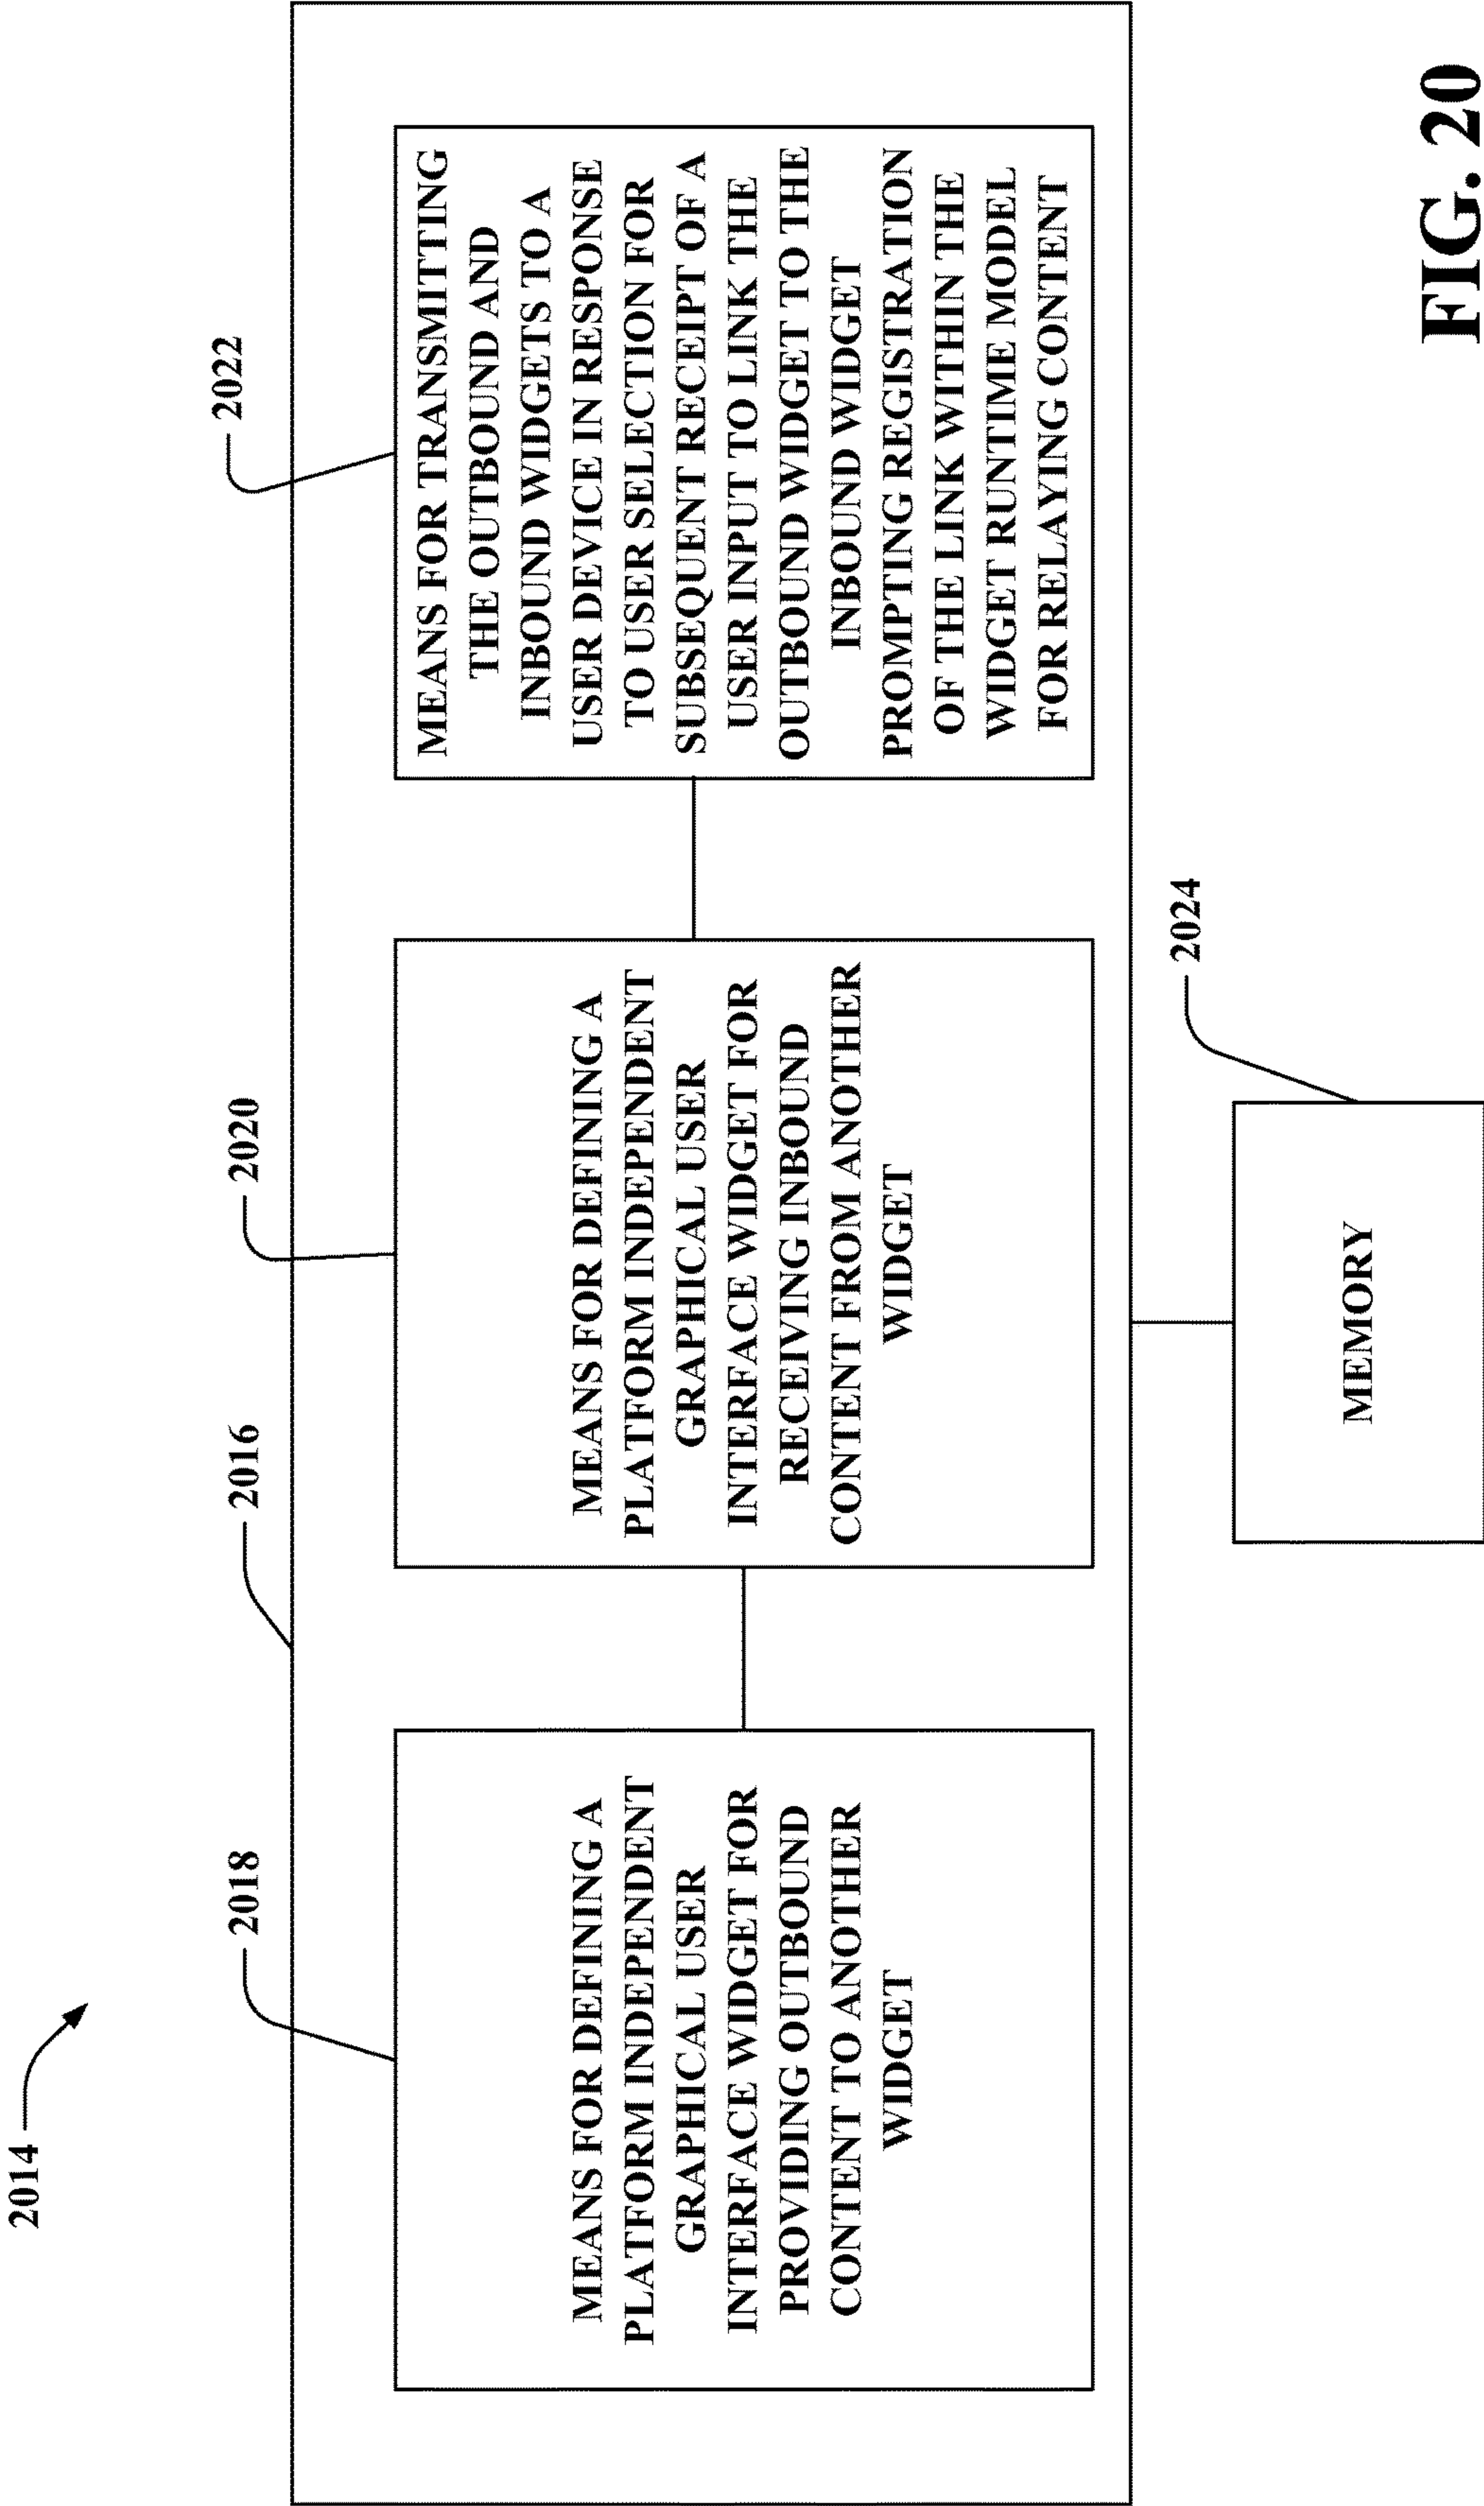 2014
2018
2016
2020
2022
MEANS FOR DEFINING A
PLATFORM INDEPENDENT
GRAPHICAL USER
INTERFACE WIDGET FOR
PROVIDING OUTBOUND
CONTENT TO ANOTHER
WIDGET
MEANS FOR DEFINING A
PLATFORM INDEPENDENT
GRAPHICAL USER
INTERFACE WIDGET FOR
RECEIVING INBOUND
CONTENT FROM ANOTHER
WIDGET
MEANS FOR TRANSMITTING
THE OUTBOUND AND
INBOUND WIDGETS TO A
USER DEVICE IN RESPONSE
TO USER SELECTION FOR
SUBSEQUENT RECEIPT OF A
USER INPUT TO LINK THE
OUTBOUND WIDGET TO THE
INBOUND WIDGET
PROMPTING REGISTRATION
OF THE LINK WITHIN THE
WIDGET RUNTIME MODEL
FOR RELAYING CONTENT
2024
MEMORY
FIG. 20